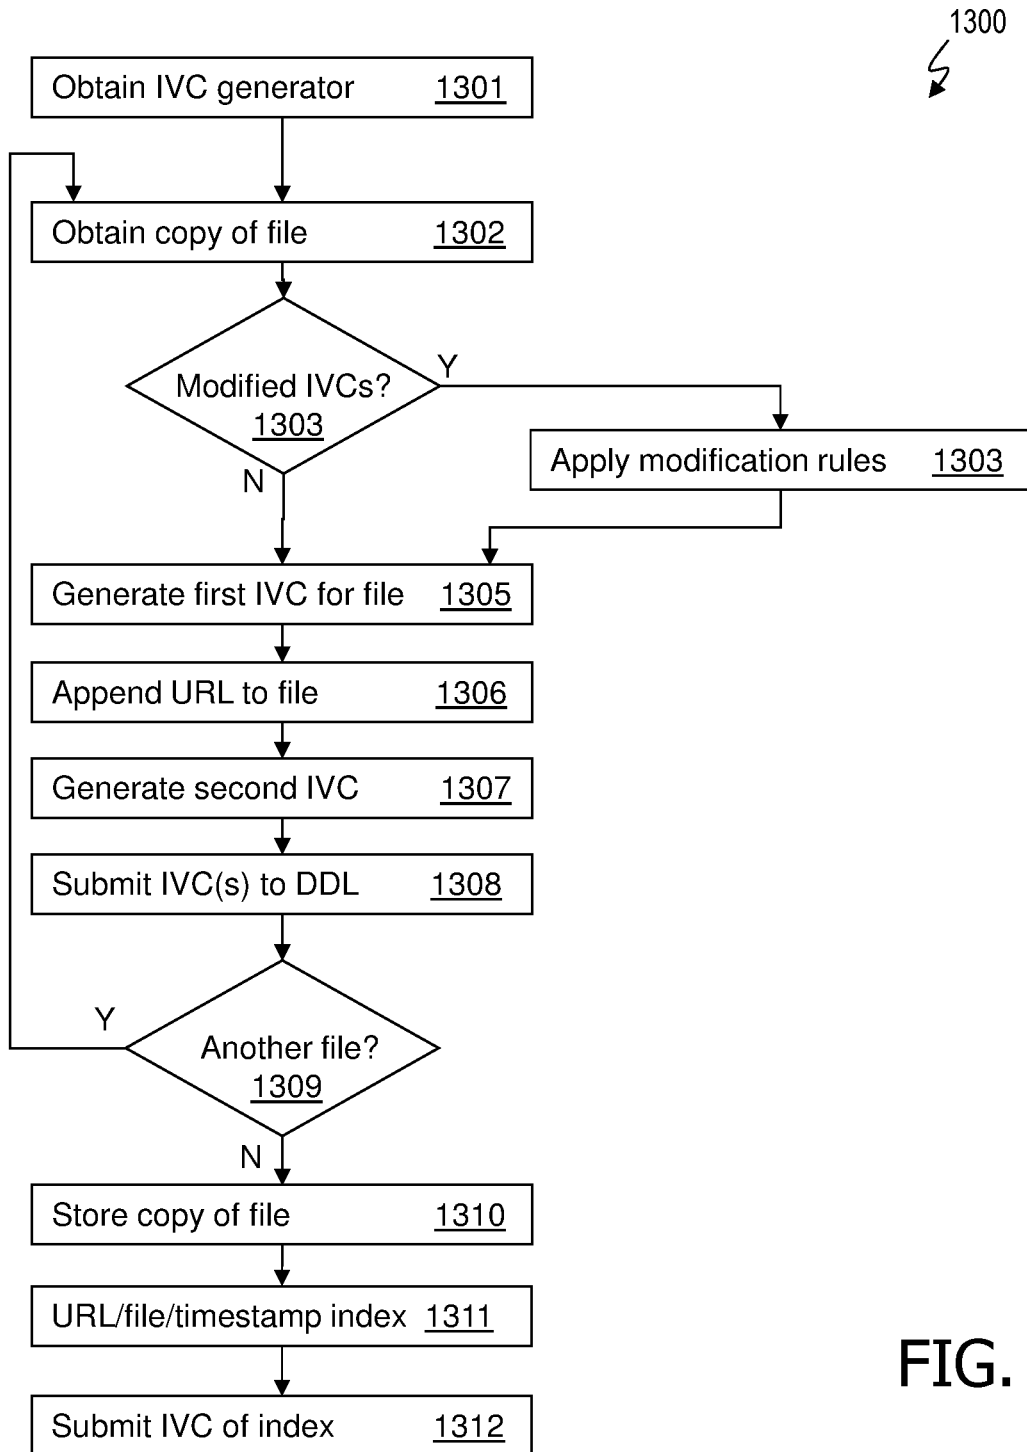 1300
Obtain IVC generator 1301
Obtain copy of file 1302
Modified IVCs?
1303
Y
N
Apply modification rules 1303
Generate first IVC for file 1305
Append URL to file 1306
Generate second IVC 1307
Submit IVC(s) to DDL 1308
Y
Another file?
1309
N
Store copy of file 1310
URL/file/timestamp index 1311
Submit IVC of index 1312
FIG.